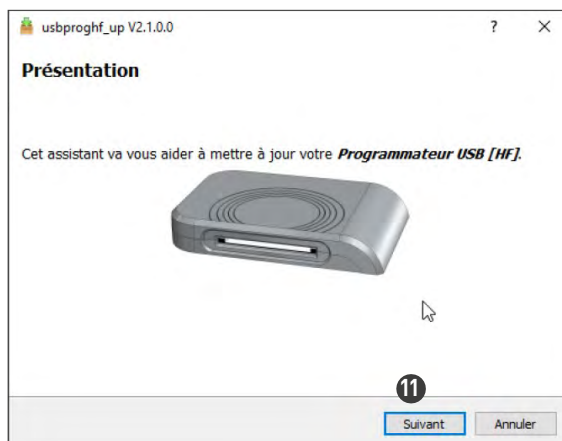 usbproghf_up V2.1.0.0 ? ×
Présentation
Cet assistant va vous aider à mettre à jour votre Programmateur USB [HF].
11
Suivant Annuler